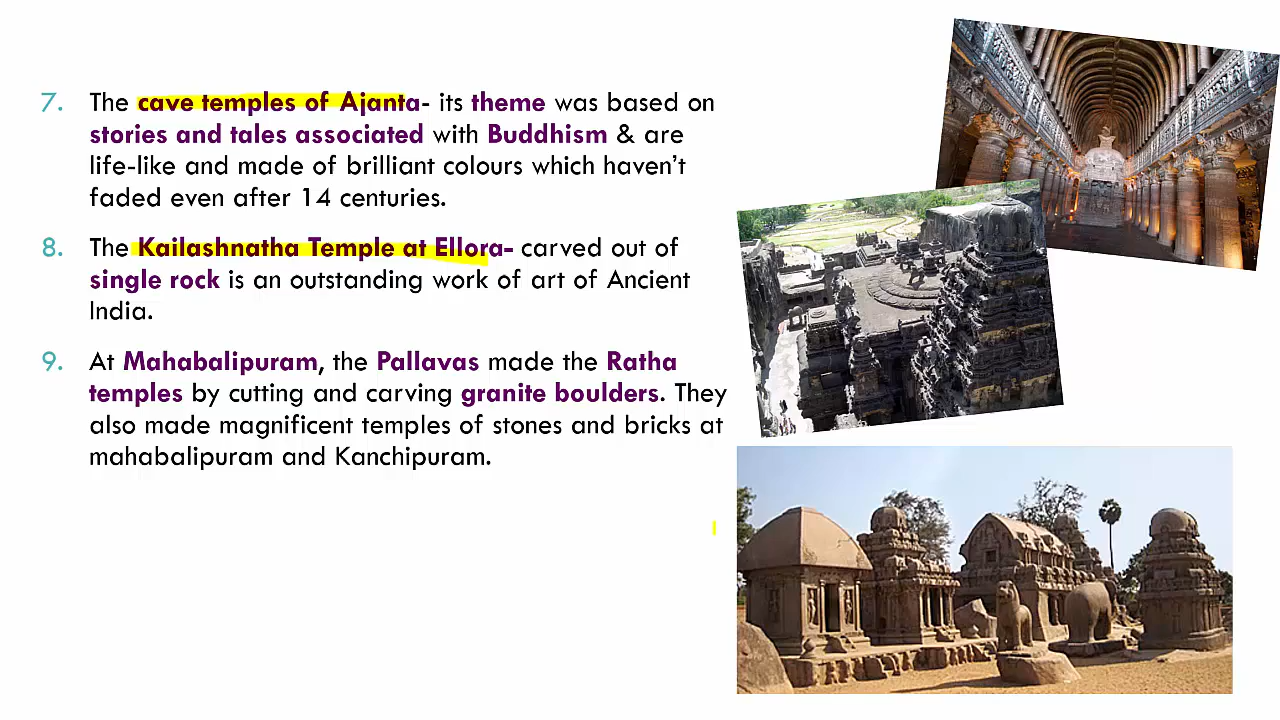 7. The cave temples of Ajanta- its theme was based on
stories and tales associated with Buddhism & are
life-like and made of brilliant colours which haven't
faded even after 14 centuries.
8. The Kailashnatha Temple at Ellora- carved out of
single rock is an outstanding work of art of Ancient
India.
9. At Mahabalipuram, the Pallavas made the Ratha
temples by cutting and carving granite boulders. They
also made magnificent temples of stones and bricks at
mahabalipuram and Kanchipuram.